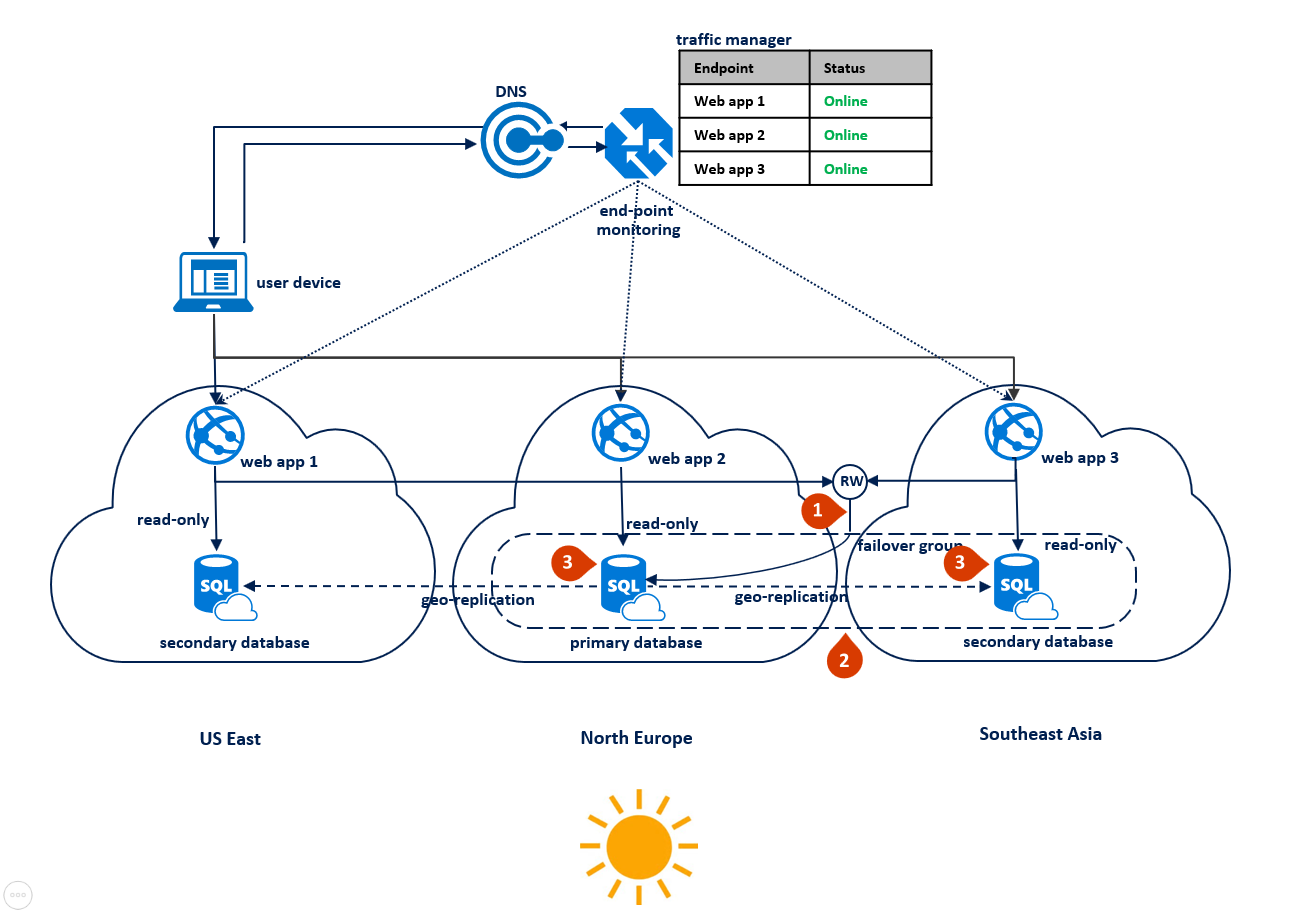 traffic manager
Endpoint Status
Web app 1 Online
Web app 2 Online
Web app 3 Online
DNS
end-point
monitoring
user device
web app 1
web app 2
web app 3
RW
1
read-only
read-only
failover group
read-only
3
3
SQL
SQL
SQL
geo-replication
geo-replication
secondary database
primary database
secondary database
2
US East
North Europe
Southeast Asia